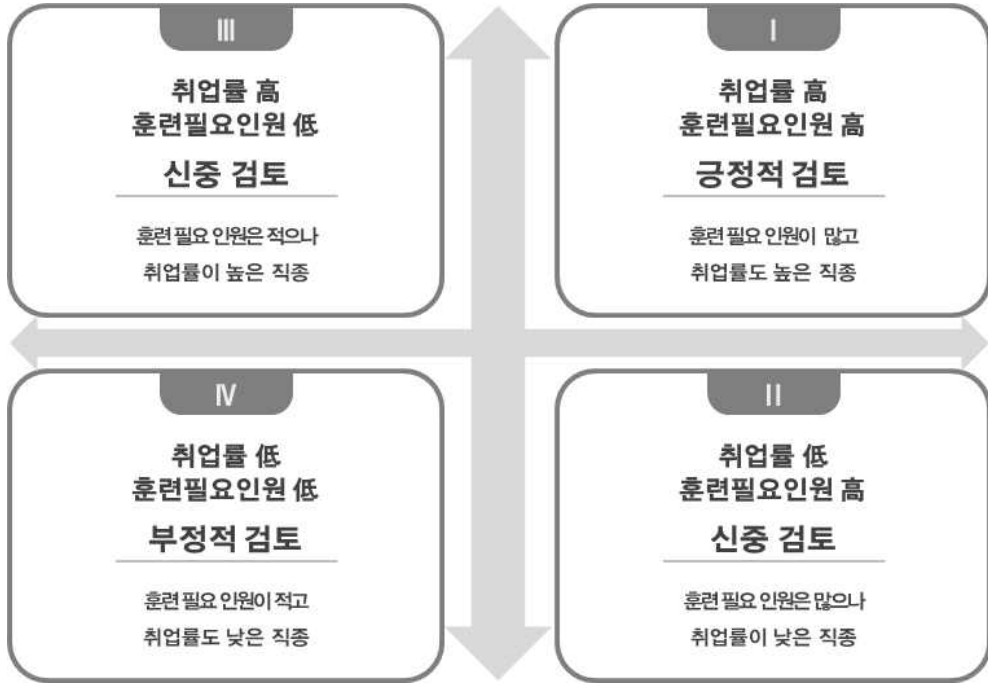 Ⅲ
취업률 高
훈련필요인원 低
신중 검토
훈련 필요 인원은 적으나
취업률이 높은 직종
Ⅰ
취업률 高
훈련필요인원 高
긍정적 검토
훈련 필요 인원이 많고
취업률도 높은 직종
Ⅳ
취업률 低
훈련필요인원 低
부정적 검토
훈련 필요 인원이 적고
취업률도 낮은 직종
Ⅱ
취업률 低
훈련필요인원 高
신중 검토
훈련 필요 인원은 많으나
취업률이 낮은 직종